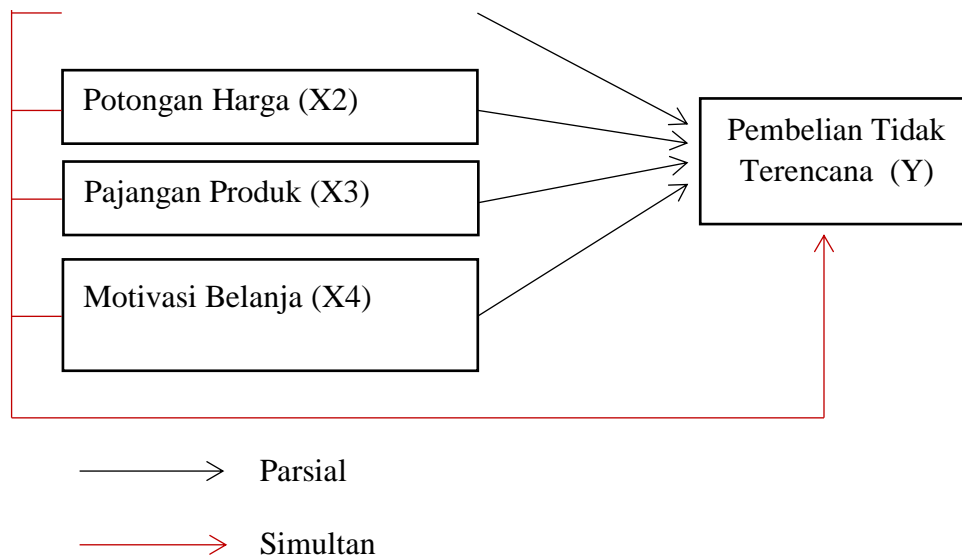 Potongan Harga (X2)
Pembelian Tidak
Terencana (Y)
Pajangan Produk (X3)
Motivasi Belanja (X4)
Parsial
Simultan